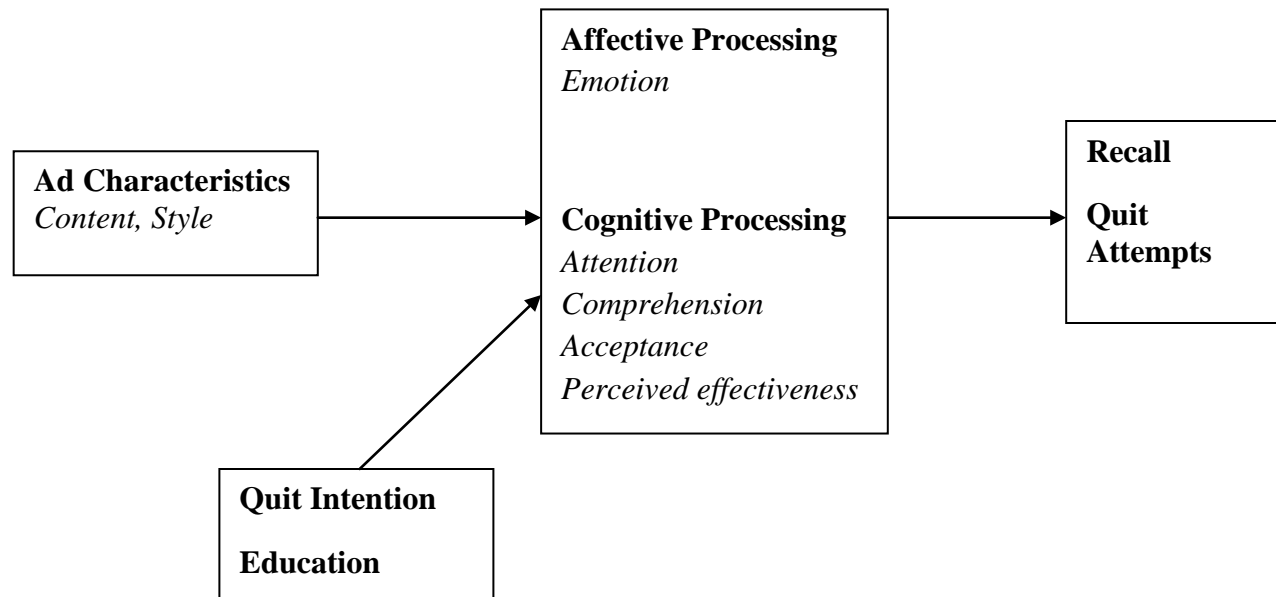 Affective Processing
Emotion
Ad Characteristics
Content, Style
Cognitive Processing
Attention
Comprehension
Acceptance
Perceived effectiveness
Recall
Quit
Attempts
Quit Intention
Education